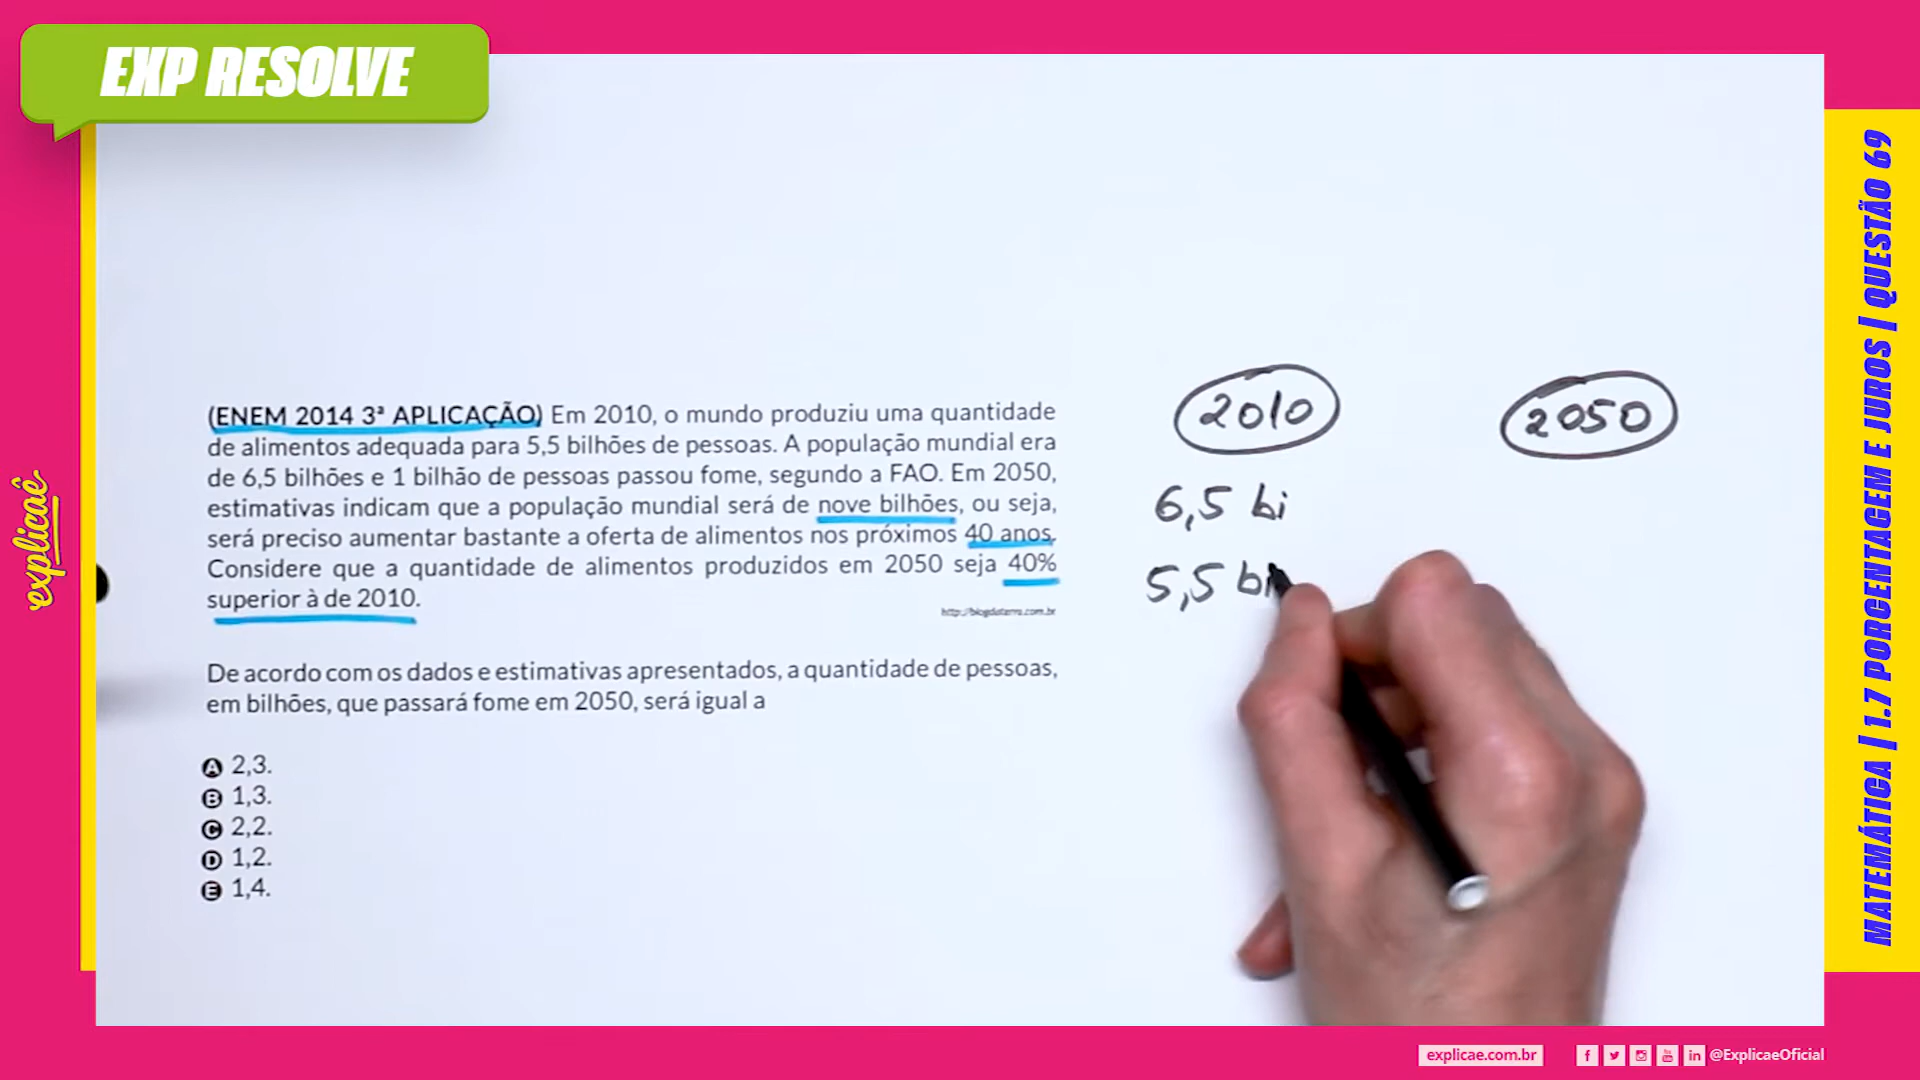 EXP RESOLVE
(ENEM 2014 3ª APLICAÇÃO) Em 2010, o mundo produziu uma quantidade
de alimentos adequada para 5,5 bilhões de pessoas. A população mundial era
de 6,5 bilhões e 1 bilhão de pessoas passou fome, segundo a FAO. Em 2050,
estimativas indicam que a população mundial será de nove bilhões, ou seja,
será preciso aumentar bastante a oferta de alimentos nos próximos 40 anos.
Considere que a quantidade de alimentos produzidos em 2050 seja 40%
superior à de 2010.
http://blogdaterra.com.br
De acordo com os dados e estimativas apresentados, a quantidade de pessoas,
em bilhões, que passará fome em 2050, será igual a
A 2,3.
B 1,3.
C 2,2.
D 1,2.
E 1,4.
2010
2050
6,5 bi
5,5 bi
explicaê
MATEMÁTICA | 1.7 PORCENTAGEM E JUROS | QUESTÃO 69
explicae.com.br
@ExplicaeOficial